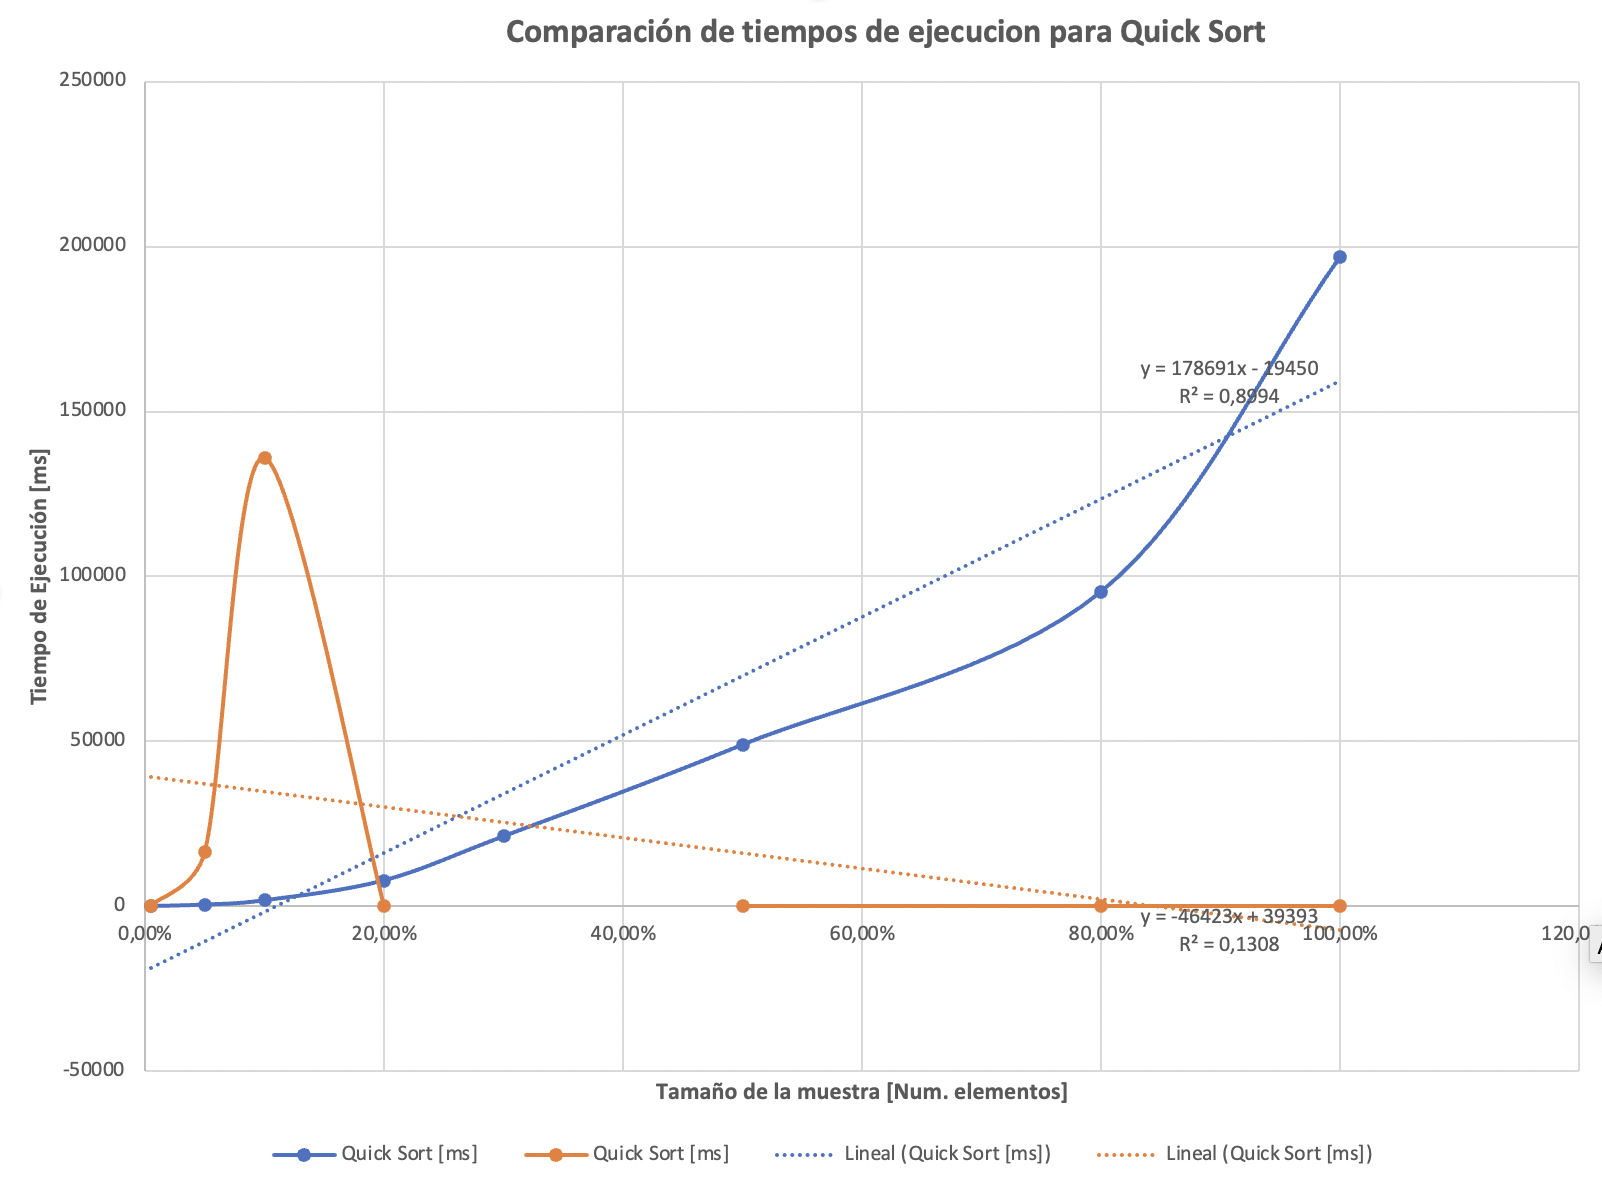 Comparación de tiempos de ejecucion para Quick Sort
250000
200000
150000
100000
50000
0
-50000
Tiempo de Ejecución [ms]
y = 178691x - 19450
R² = 0,8994
y = -46423x + 39393
R² = 0,1308
0,00%
20,00%
40,00%
60,00%
80,00%
100,00%
120,0
Tamaño de la muestra [Num. elementos]
Quick Sort [ms]
Quick Sort [ms]
Lineal (Quick Sort [ms])
Lineal (Quick Sort [ms])